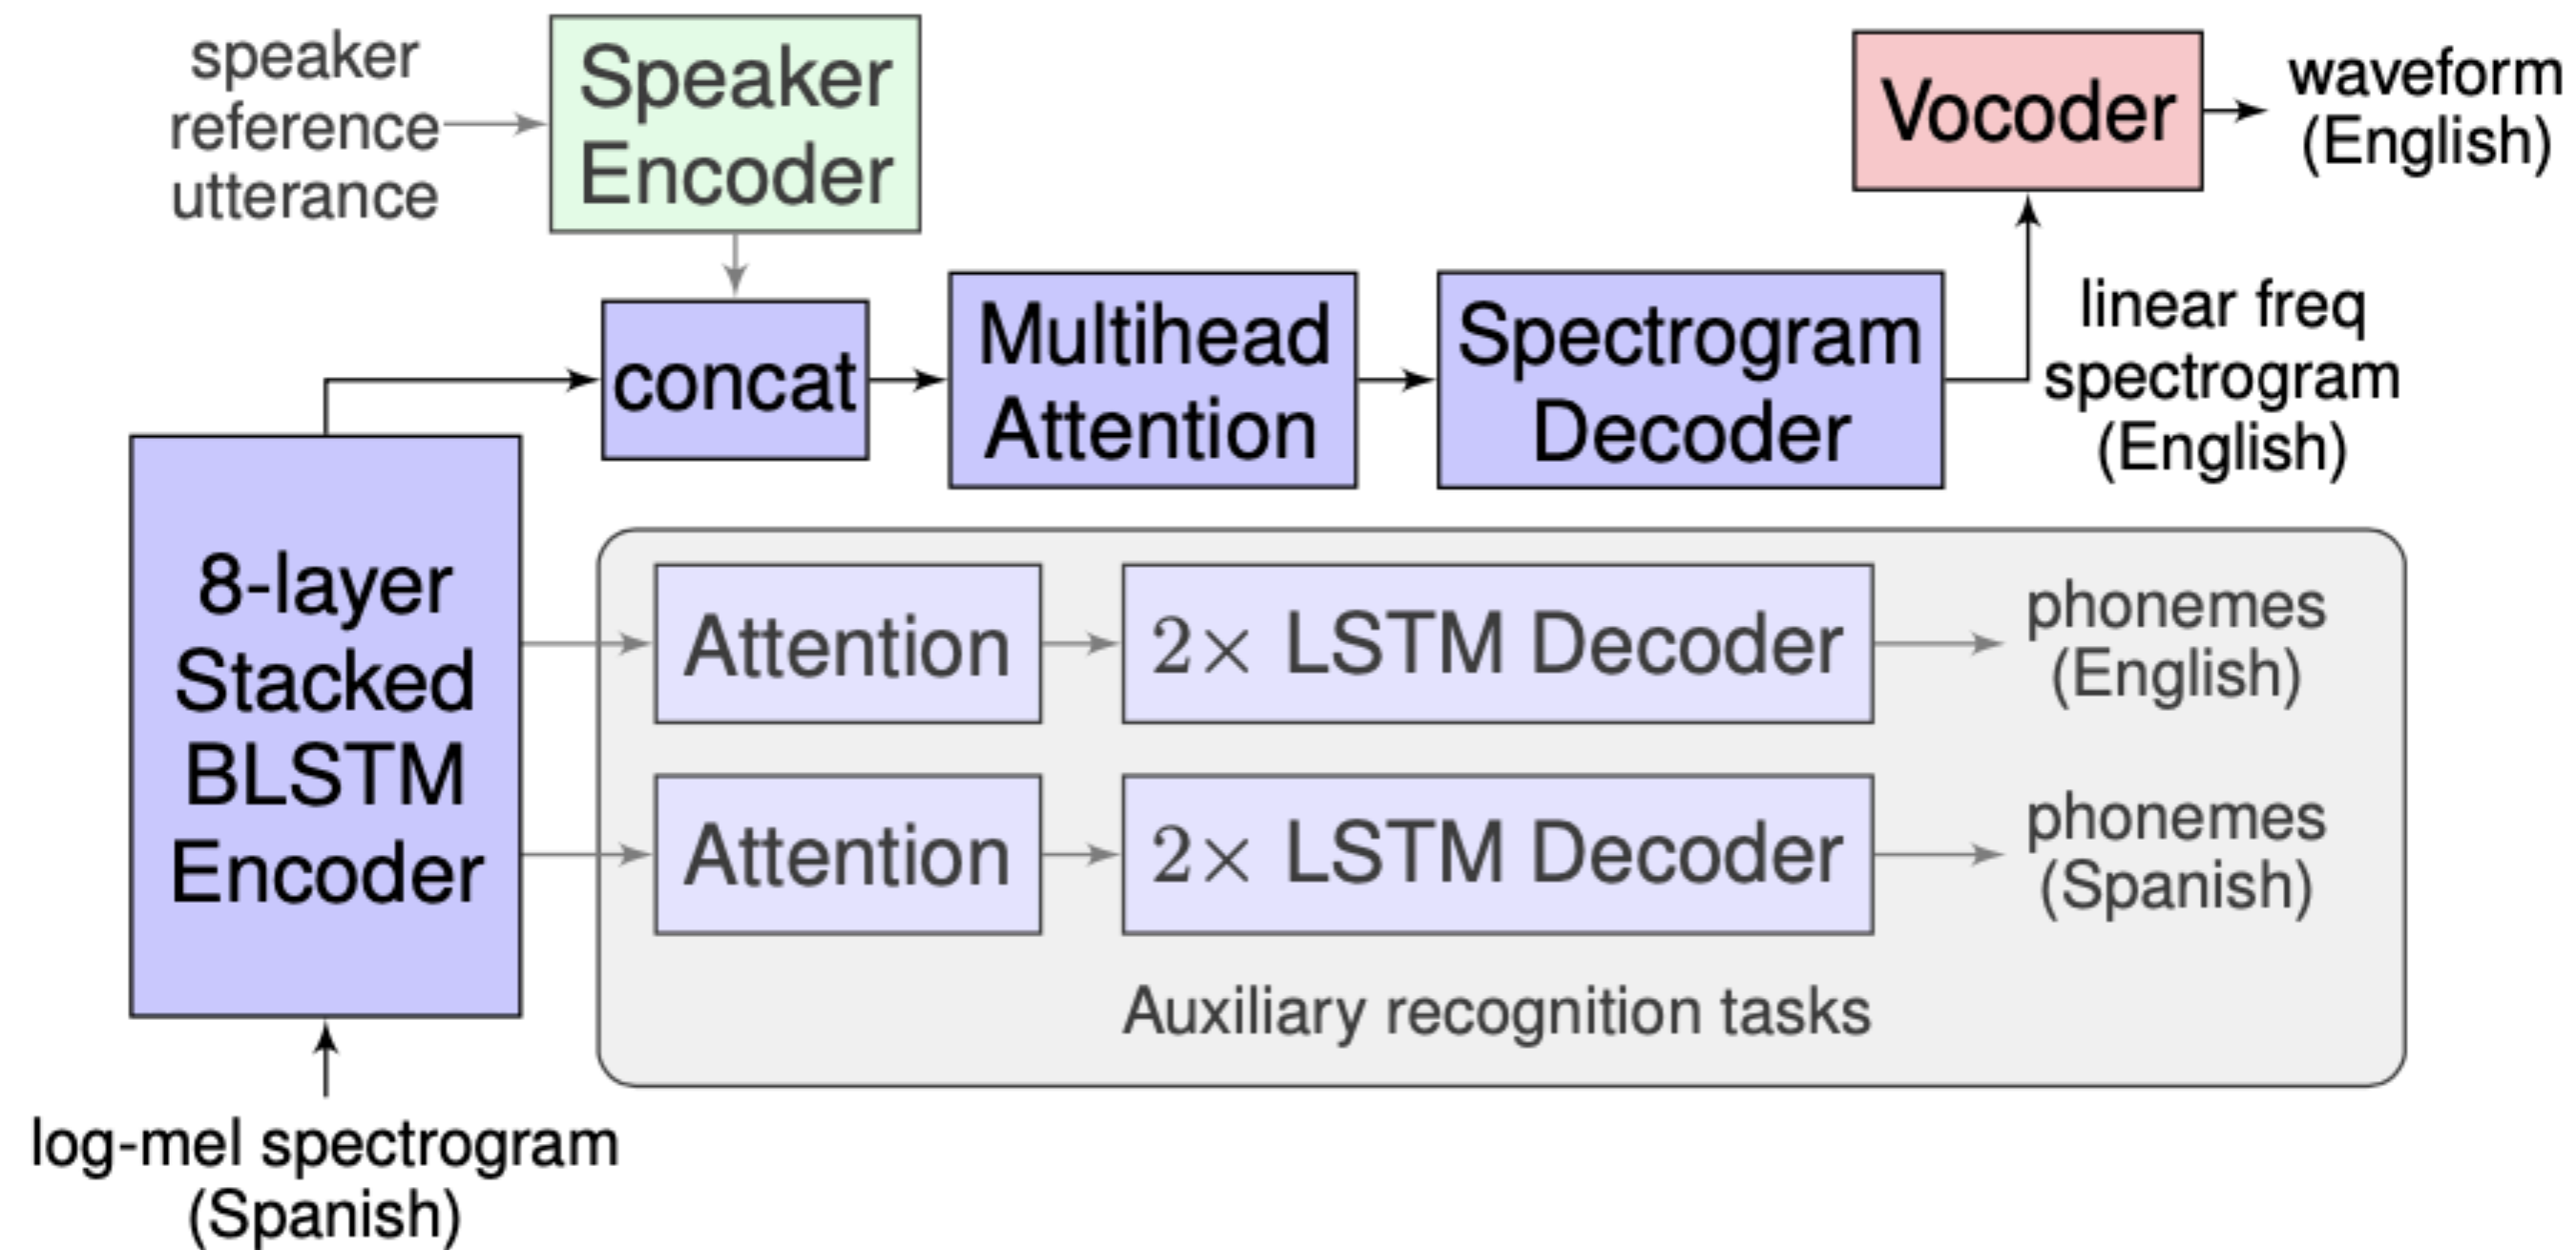 speaker
reference
utterance
Speaker
Encoder
Vocoder
waveform
(English)
concat
Multihead
Attention
Spectrogram
Decoder
linear freq
spectrogram
(English)
8-layer
Stacked
BLSTM
Encoder
Attention
2× LSTM Decoder
phonemes
(English)
Attention
2× LSTM Decoder
phonemes
(Spanish)
Auxiliary recognition tasks
log-mel spectrogram
(Spanish)